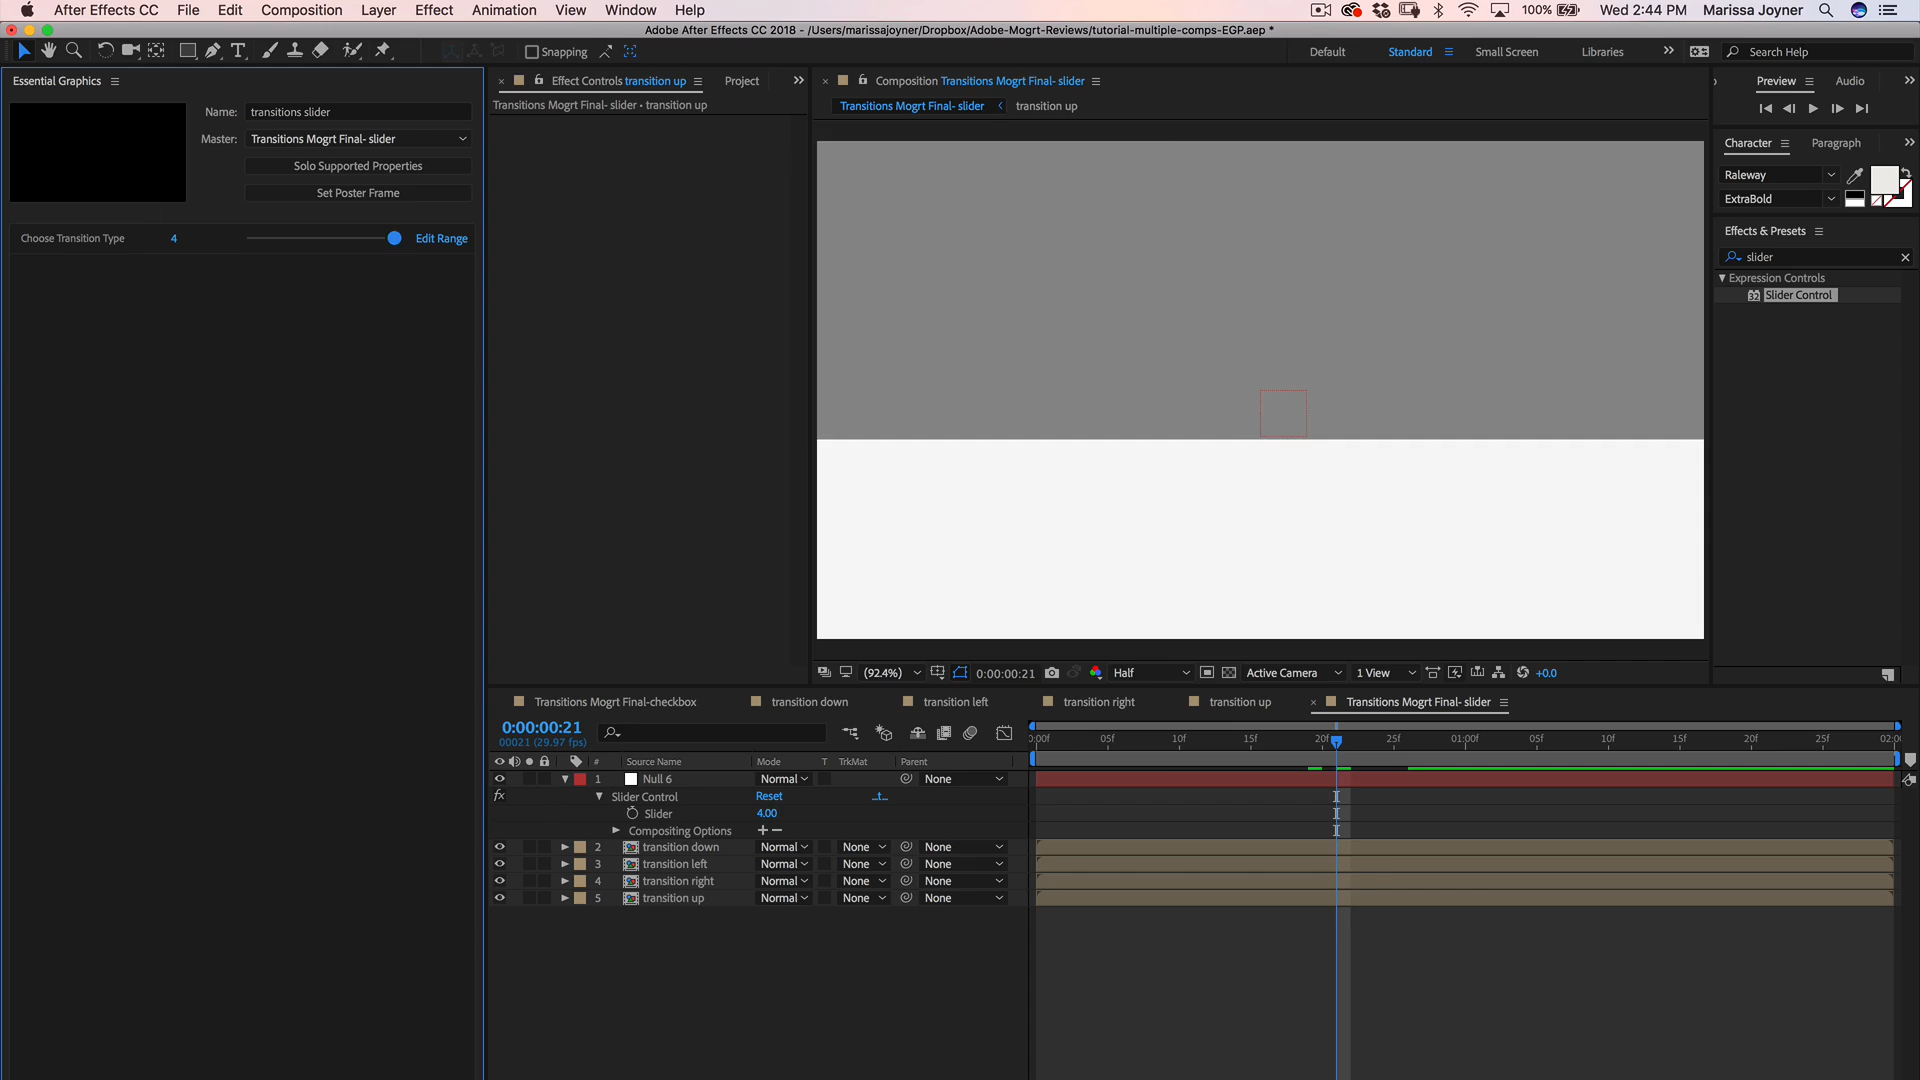 After Effects CC File Edit Composition Layer Effect Animation View Window Help 100% Wed 2:44 PM Marissa Joyner
Adobe After Effects CC 2018 - /Users/marissajoyner/Dropbox/Adobe-Mogrt-Reviews/tutorial-multiple-comps-EGP.aep *
T Snapping Default Standard Small Screen Libraries Search Help
Essential Graphics
Effect Controls transition up Project
Composition Transitions Mogrt Final- slider
Preview Audio
Transitions Mogrt Final- slider • transition up
Transitions Mogrt Final- slider transition up
Name: transitions slider
Master: Transitions Mogrt Final- slider
Solo Supported Properties
Set Poster Frame
Choose Transition Type 4 Edit Range
Character Paragraph
Raleway
ExtraBold
Effects & Presets
slider
Expression Controls
32 Slider Control
(92.4%) 0:00:00:21 Half Active Camera 1 View +0.0
Transitions Mogrt Final-checkbox transition down transition left transition right transition up Transitions Mogrt Final- slider
0:00:00:21
00021 (29.97 fps)
0:00f 05f 10f 15f 20f 25f 01:00f 05f 10f 15f 20f 25f 02:0
# Source Name Mode T TrkMat Parent
1 Null 6 Normal None
fx Slider Control Reset
Slider 4.00
Compositing Options
2 transition down Normal None None
3 transition left Normal None None
4 transition right Normal None None
5 transition up Normal None None